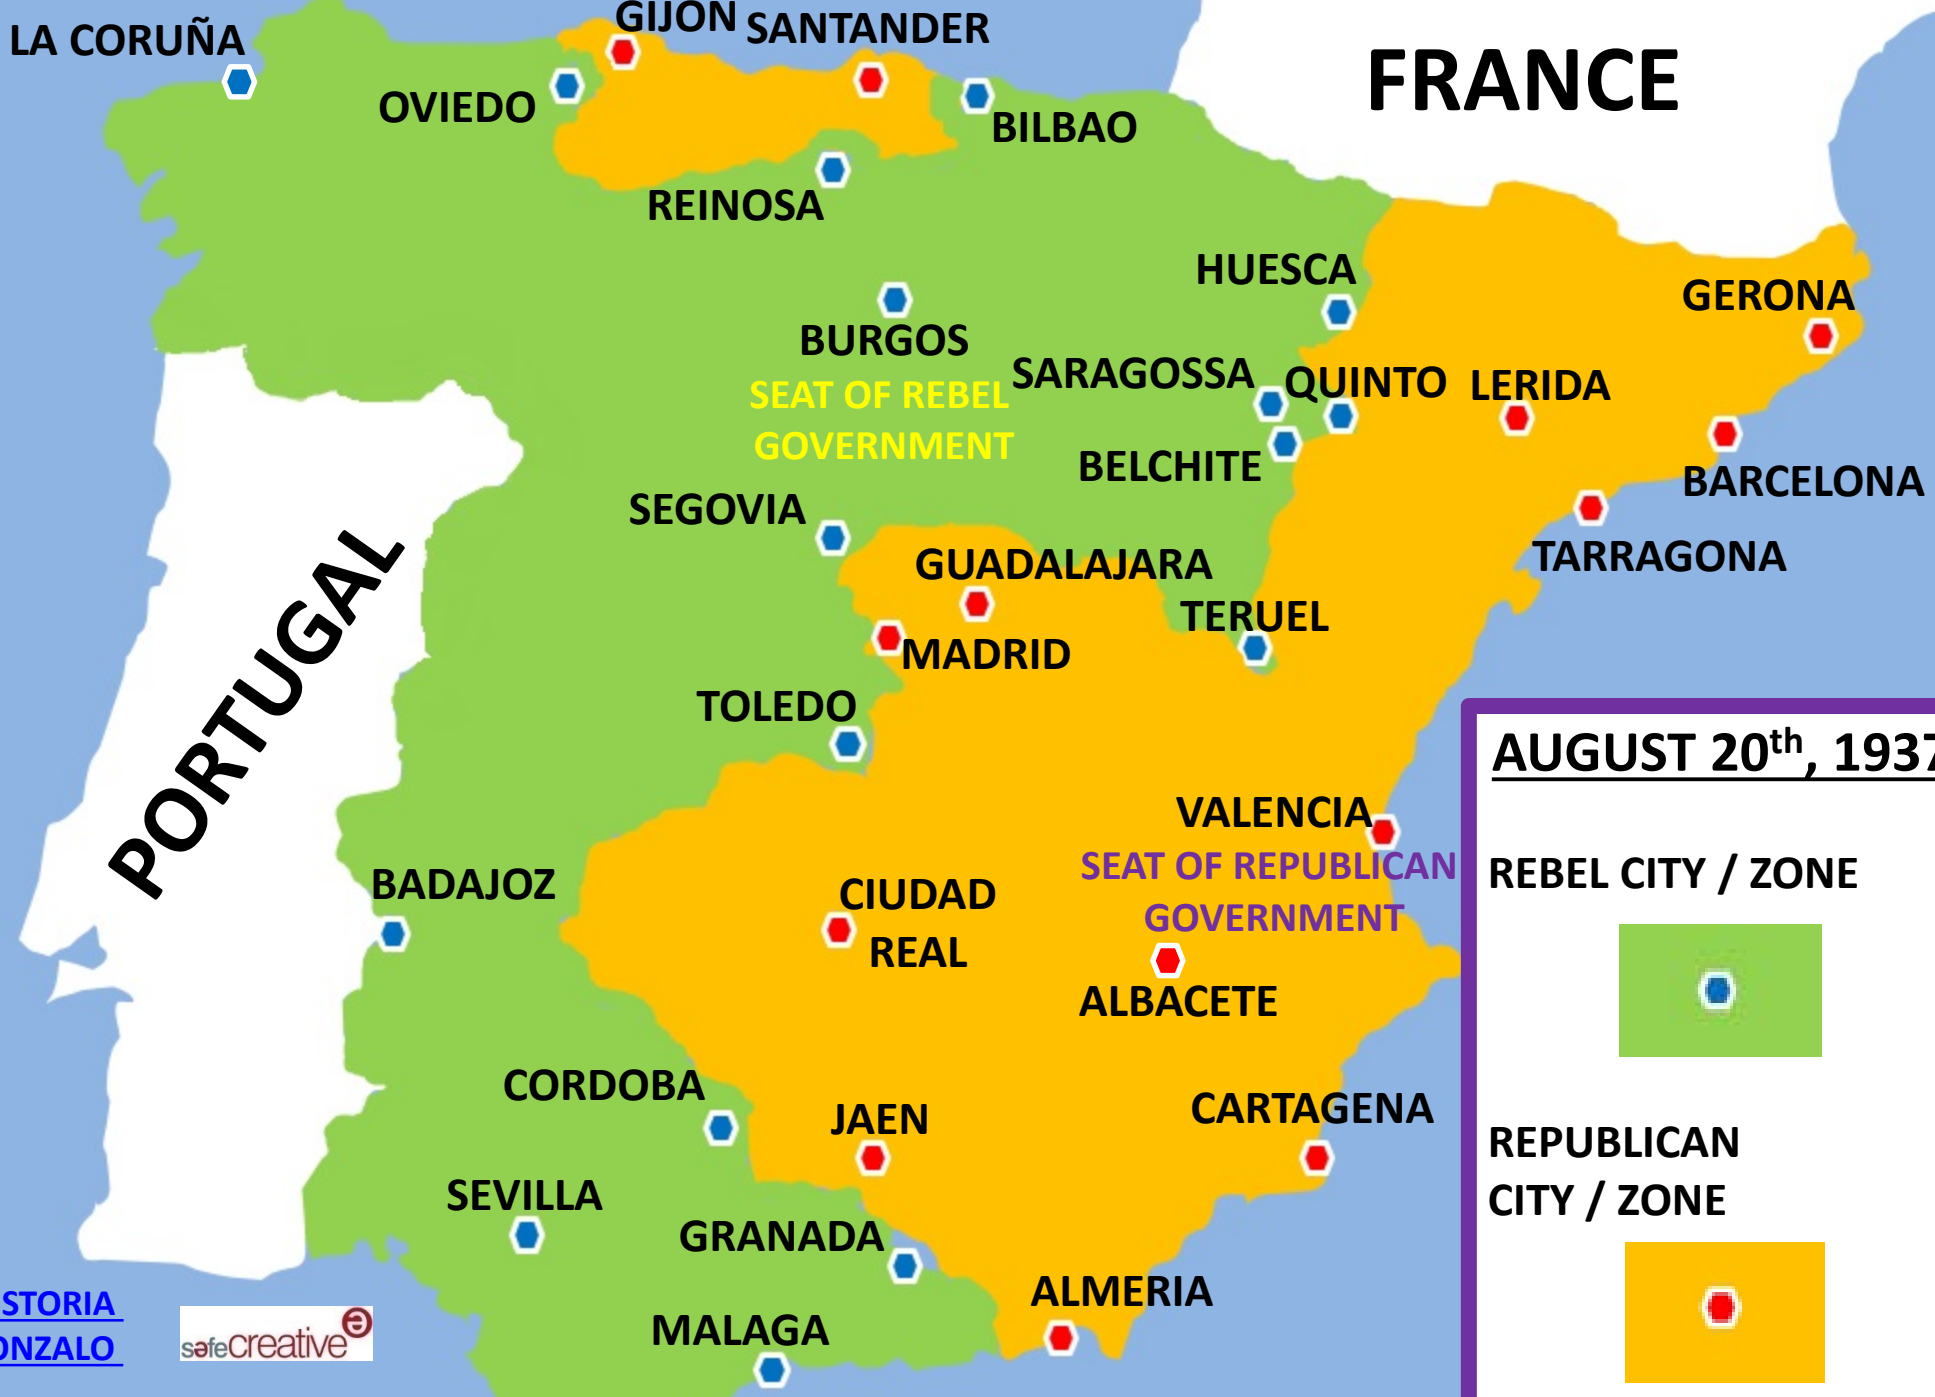 LA CORUÑA
GIJON
SANTANDER
FRANCE
OVIEDO
BILBAO
REINOSA
HUESCA
GERONA
BURGOS
SEAT OF REBEL
GOVERNMENT
SARAGOSSA
QUINTO
LERIDA
BELCHITE
BARCELONA
SEGOVIA
GUADALAJARA
TARRAGONA
PORTUGAL
TERUEL
MADRID
TOLEDO
VALENCIA
SEAT OF REPUBLICAN
GOVERNMENT
BADAJOZ
CIUDAD
REAL
ALBACETE
CORDOBA
JAEN
CARTAGENA
SEVILLA
GRANADA
ALMERIA
MALAGA
AUGUST 20th, 1937
REBEL CITY / ZONE
REPUBLICAN
CITY / ZONE
STORIA
ONZALO
safecreative